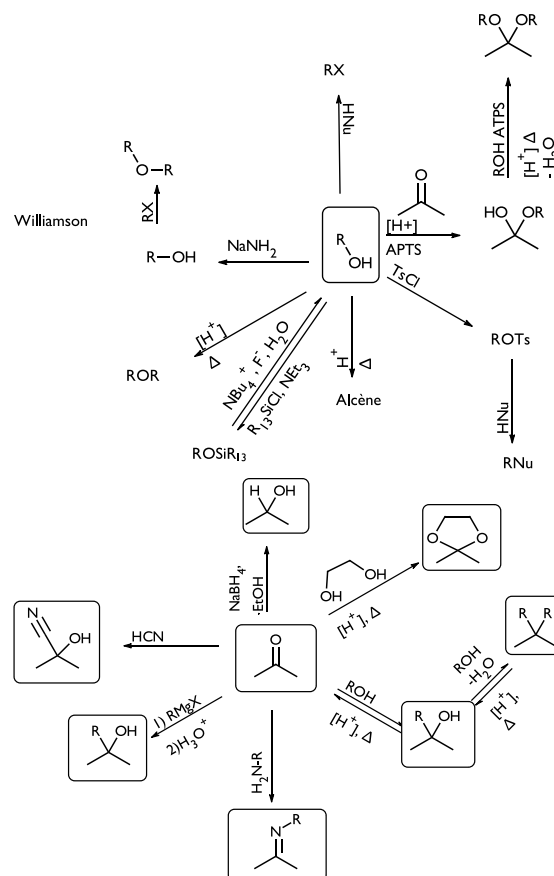 RO OR
ROH ATPS
[H⁺] Δ
- H₂O
RX
HNu
R
O
R
RX
Williamson
R—OH
NaNH₂
R
OH
O
[H+]
APTS
HO OR
TsCl
ROTs
HNu
RNu
[H⁺]
Δ
ROR
NBu₄⁺, F⁻, H₂O
R₁₃SiCl, NEt₃
ROSiR₁₃
H⁺
Δ
Alcène
H OH
NaBH₄,
·EtOH
OH
OH
[H⁺], Δ
O O
N
OH
HCN
O
R R
ROH
-H₂O
[H⁺],
Δ
ROH
[H⁺], Δ
R OH
1) RMgX
2)H₃O⁺
R OH
H₂N-R
N R